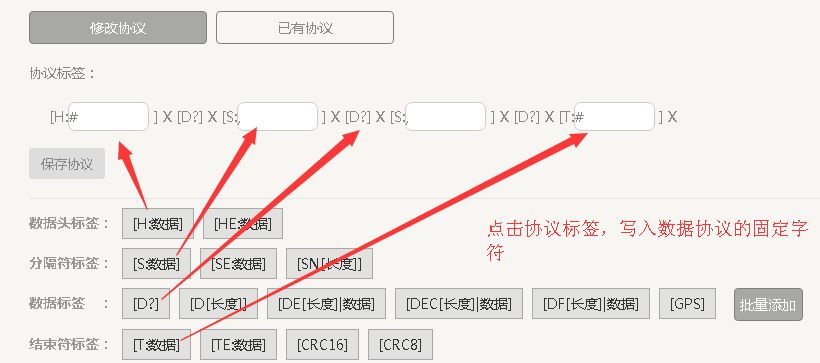 修改协议 已有协议
协议标签：
[H:# ] X [D?] X [S:, ] X [D?] X [S:, ] X [D?] X [T:# ] X
保存协议
数据头标签： [H:数据] [HE:数据]
点击协议标签，写入数据协议的固定字
符
分隔符标签： [S:数据] [SE:数据] [SN[长度]]
数据标签 ： [D?] [D[长度]] [DE[长度]|数据] [DEC[长度]|数据] [DF[长度]|数据] [GPS] 批量添加
结束符标签： [T:数据] [TE:数据] [CRC16] [CRC8]